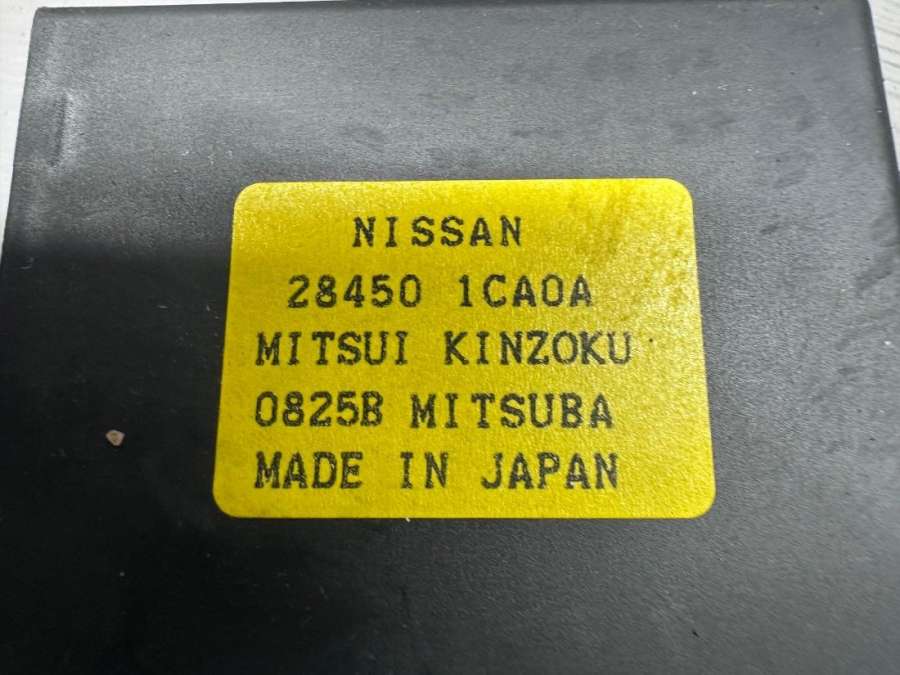 NISSAN
28450 1CA0A
MITSUI KINZOKU
0825B MITSUBA
MADE IN JAPAN